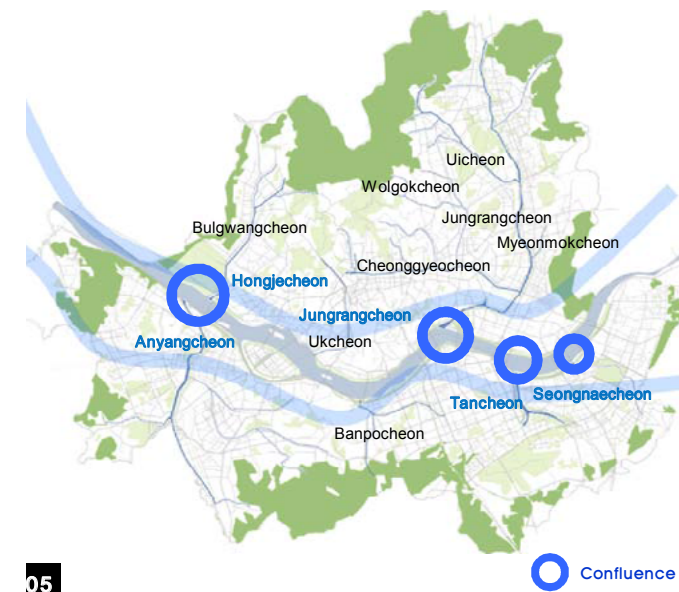 Uicheon
Wolgokcheon
Jungrangcheon
Bulgwangcheon
Myeonmokcheon
Cheonggyeocheon
Hongjecheon
Jungrangcheon
Anyangcheon
Ukcheon
Seongnaecheon
Tancheon
Banpocheon
Confluence
05